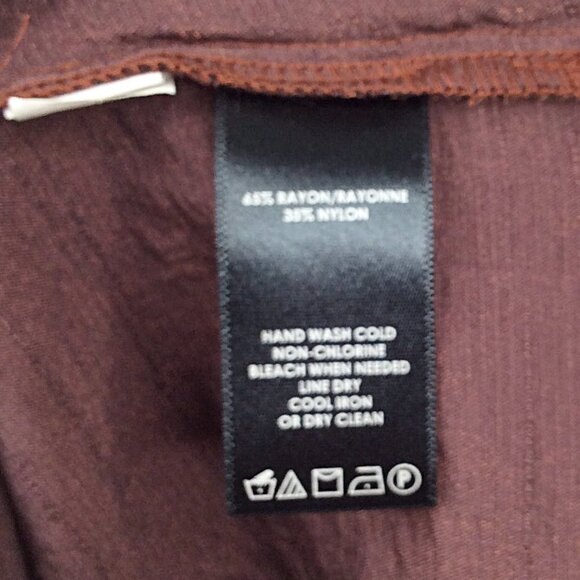 65% RAYON/RAYONNE
35% NYLON
HAND WASH COLD
NON-CHLORINE
BLEACH WHEN NEEDED
LINE DRY
COOL IRON
OR DRY CLEAN
P